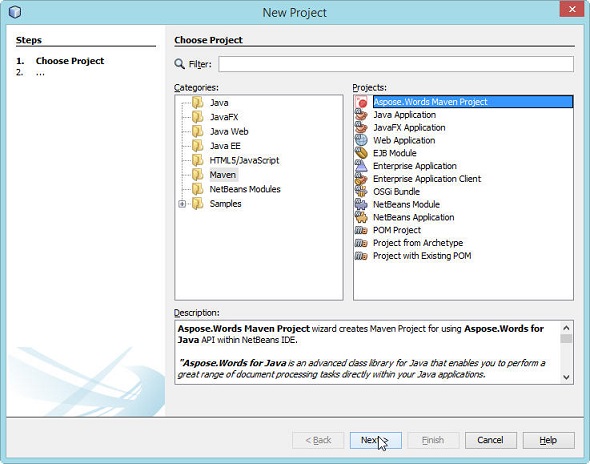 New Project
Steps
1. Choose Project
2. ...
Choose Project
Filter:
Categories:
Java
JavaFX
Java Web
Java EE
HTML5/JavaScript
Maven
NetBeans Modules
Samples
Projects:
Aspose.Words Maven Project
Java Application
JavaFX Application
Web Application
EJB Module
Enterprise Application
Enterprise Application Client
OSGi Bundle
NetBeans Module
NetBeans Application
POM Project
Project from Archetype
Project with Existing POM
Description:
Aspose.Words Maven Project wizard creates Maven Project for using Aspose.Words for
Java API within NetBeans IDE.
"Aspose.Words for Java is an advanced class library for Java that enables you to perform a
great range of document processing tasks directly within your Java applications.
< Back
Next >
Finish
Cancel
Help